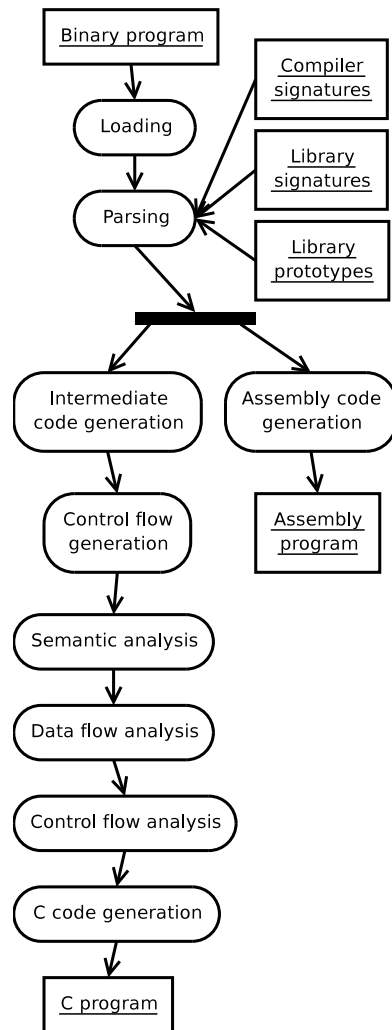 Binary program
Compiler
signatures
Loading
Library
signatures
Parsing
Library
prototypes
Intermediate
code generation
Assembly code
generation
Control flow
generation
Assembly
program
Semantic analysis
Data flow analysis
Control flow analysis
C code generation
C program